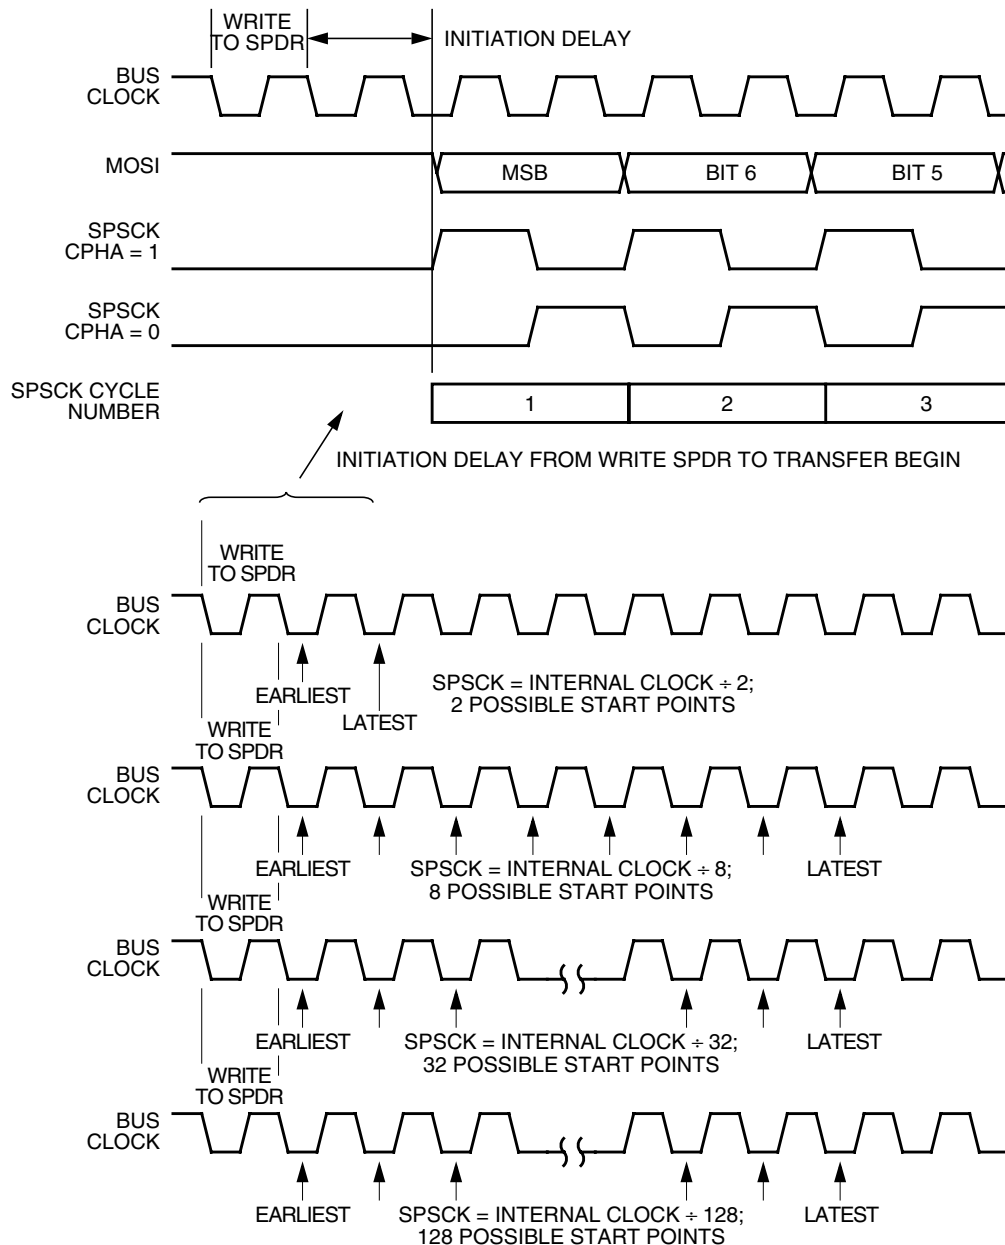 WRITE
TO SPDR
INITIATION DELAY
BUS
CLOCK
MOSI
MSB
BIT 6
BIT 5
SPSCK
CPHA = 1
SPSCK
CPHA = 0
SPSCK CYCLE
NUMBER
1
2
3
INITIATION DELAY FROM WRITE SPDR TO TRANSFER BEGIN
WRITE
TO SPDR
BUS
CLOCK
EARLIEST
LATEST
SPSCK = INTERNAL CLOCK ÷ 2;
2 POSSIBLE START POINTS
WRITE
TO SPDR
BUS
CLOCK
EARLIEST
SPSCK = INTERNAL CLOCK ÷ 8;
8 POSSIBLE START POINTS
LATEST
WRITE
TO SPDR
BUS
CLOCK
EARLIEST
SPSCK = INTERNAL CLOCK ÷ 32;
32 POSSIBLE START POINTS
LATEST
WRITE
TO SPDR
BUS
CLOCK
EARLIEST
SPSCK = INTERNAL CLOCK ÷ 128;
128 POSSIBLE START POINTS
LATEST